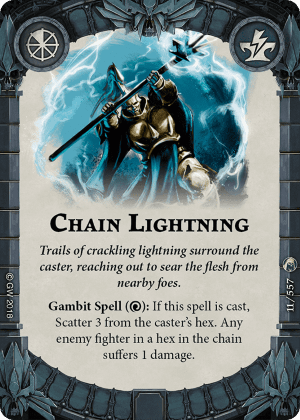 Chain Lightning
Trails of crackling lightning surround the
caster, reaching out to sear the flesh from
nearby foes.
Gambit Spell (): If this spell is cast,
Scatter 3 from the caster's hex. Any
enemy fighter in a hex in the chain
suffers 1 damage.
© GW 2018
11/557